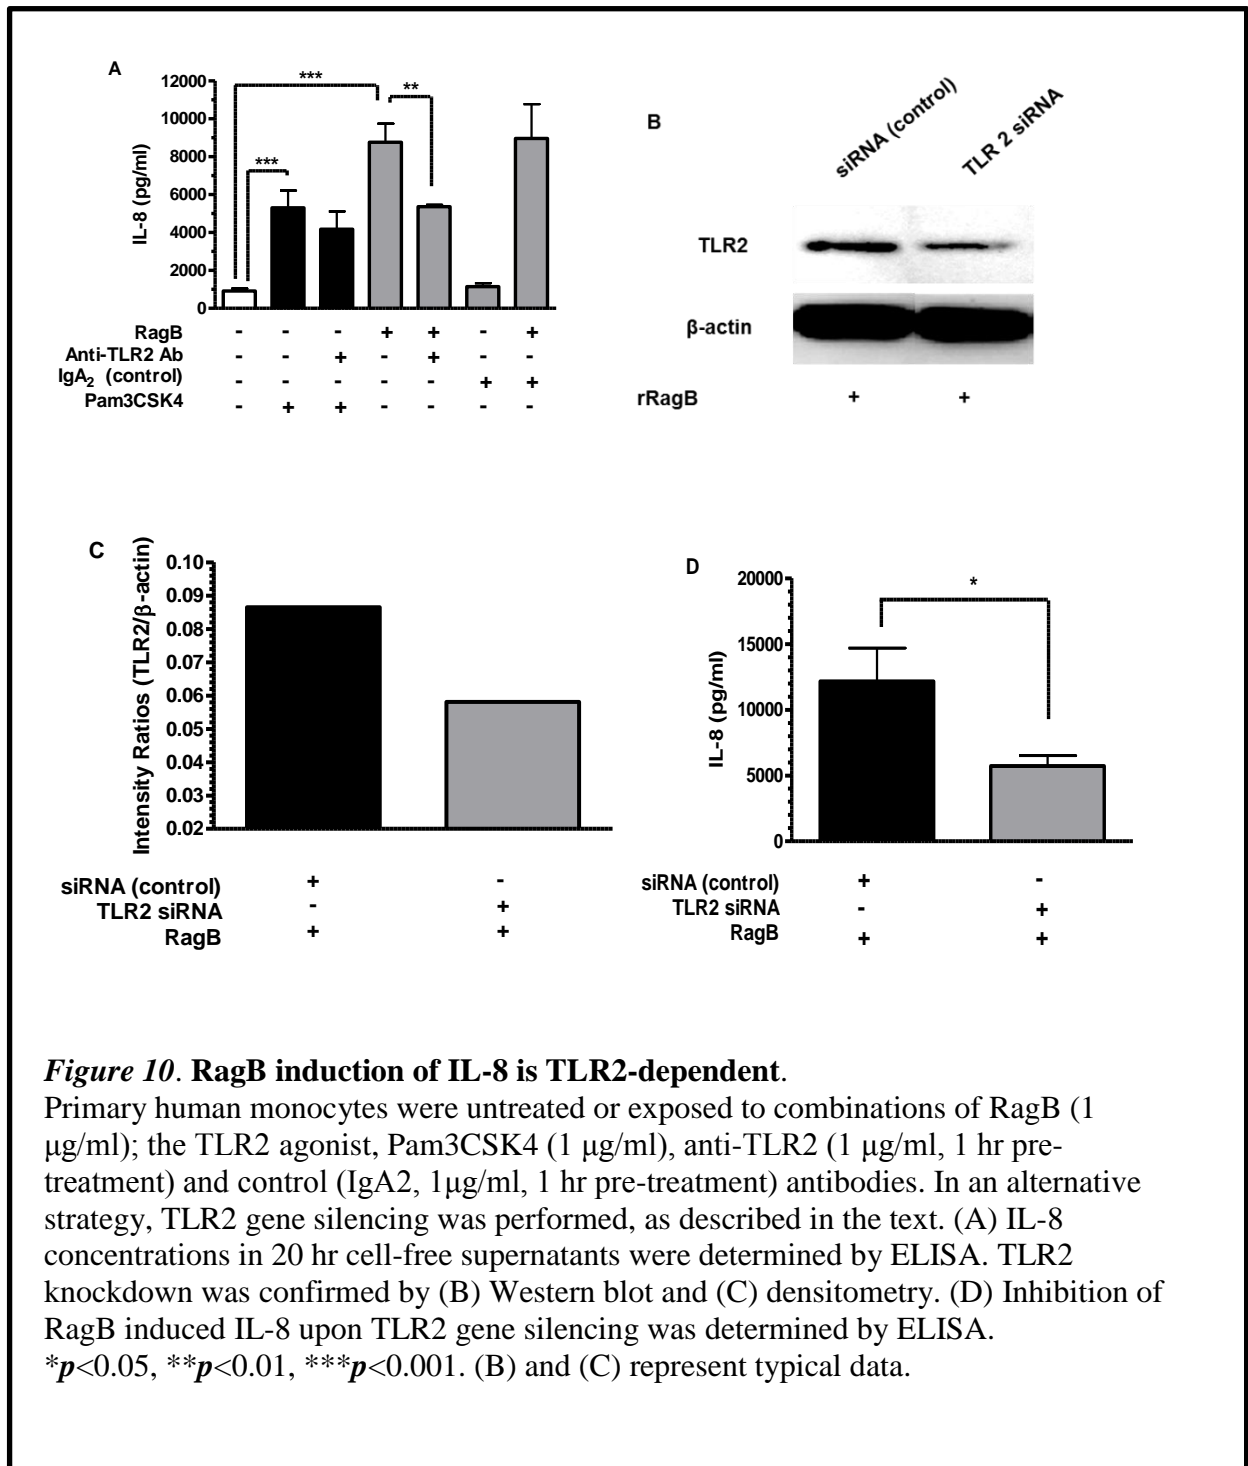 A
IL-8 (pg/ml)
12000
10000
8000
6000
4000
2000
0
***
***
**
RagB - - - + + - +
Anti-TLR2 Ab - - + - + - -
IgA2 (control) - - - - - + +
Pam3CSK4 - + + - - - -
B
siRNA (control)
TLR 2 siRNA
TLR2
β-actin
rRagB + +
C
Intensity Ratios (TLR2/β-actin)
0.10
0.09
0.08
0.07
0.06
0.05
0.04
0.03
0.02
siRNA (control) + -
TLR2 siRNA - +
RagB + +
D
IL-8 (pg/ml)
20000
15000
10000
5000
0
*
siRNA (control) + -
TLR2 siRNA - +
RagB + +
Figure 10. RagB induction of IL-8 is TLR2-dependent.
Primary human monocytes were untreated or exposed to combinations of RagB (1
µg/ml); the TLR2 agonist, Pam3CSK4 (1 µg/ml), anti-TLR2 (1 µg/ml, 1 hr pre-
treatment) and control (IgA2, 1µg/ml, 1 hr pre-treatment) antibodies. In an alternative
strategy, TLR2 gene silencing was performed, as described in the text. (A) IL-8
concentrations in 20 hr cell-free supernatants were determined by ELISA. TLR2
knockdown was confirmed by (B) Western blot and (C) densitometry. (D) Inhibition of
RagB induced IL-8 upon TLR2 gene silencing was determined by ELISA.
*p<0.05, **p<0.01, ***p<0.001. (B) and (C) represent typical data.